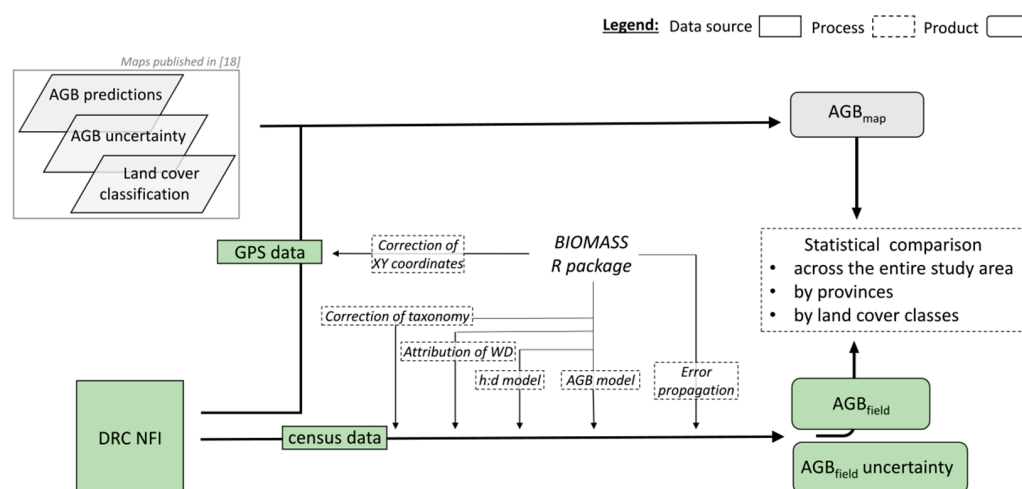 Legend: Data source Process Product
Maps published in [18]
AGB predictions
AGB uncertainty
Land cover
classification
AGBmap
GPS data
Correction of
XY coordinates
BIOMASS
R package
Statistical comparison
• across the entire study area
• by provinces
• by land cover classes
Correction of taxonomy
Attribution of WD
h:d model
AGB model
Error
propagation
DRC NFI
census data
AGBfield
AGBfield uncertainty